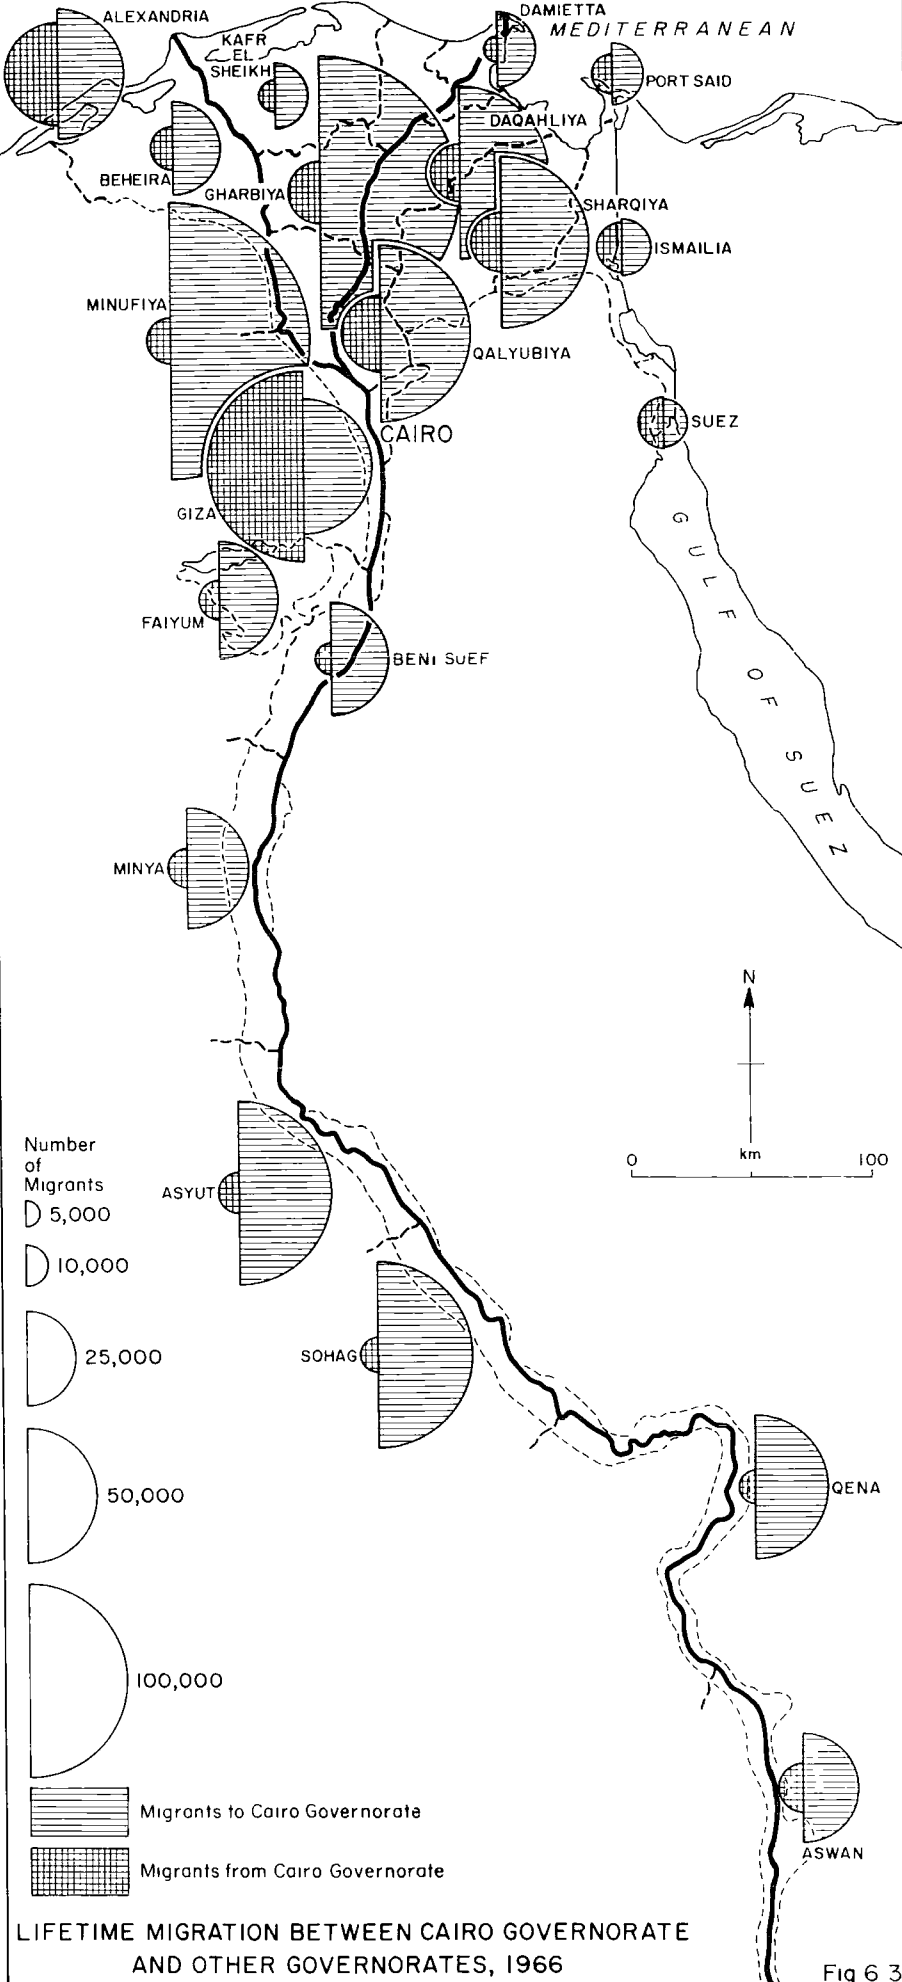 ALEXANDRIA
DAMIETTA
MEDITERRANEAN
KAFR
EL
SHEIKH
PORT SAID
DAQAHLIYA
BEHEIRA
GHARBIYA
SHARQIYA
ISMAILIA
MINUFIYA
QALYUBIYA
SUEZ
CAIRO
GIZA
GULF OF SUEZ
FAIYUM
BENI SUEF
MINYA
N
km
0 100
Number
of
Migrants
5,000
10,000
25,000
50,000
100,000
ASYUT
SOHAG
QENA
ASWAN
Migrants to Cairo Governorate
Migrants from Cairo Governorate
LIFETIME MIGRATION BETWEEN CAIRO GOVERNORATE
AND OTHER GOVERNORATES, 1966
Fig 6 3